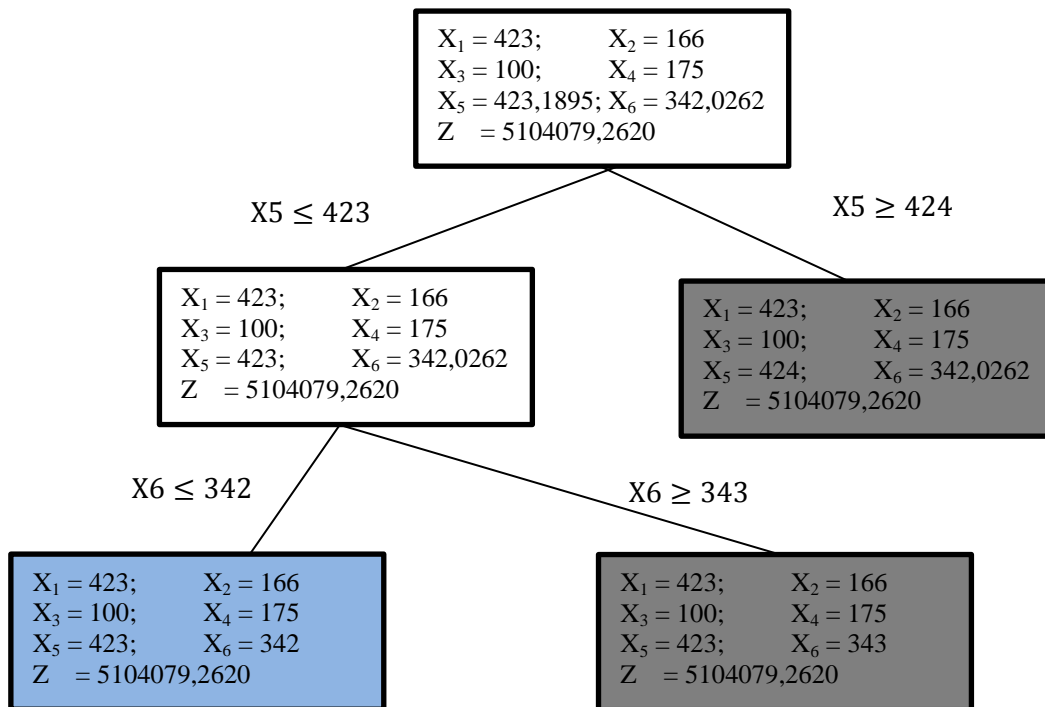 X₁ = 423; X₂ = 166
X₃ = 100; X₄ = 175
X₅ = 423,1895; X₆ = 342,0262
Z = 5104079,2620
X5 ≤ 423
X5 ≥ 424
X₁ = 423; X₂ = 166
X₃ = 100; X₄ = 175
X₅ = 423; X₆ = 342,0262
Z = 5104079,2620
X₁ = 423; X₂ = 166
X₃ = 100; X₄ = 175
X₅ = 424; X₆ = 342,0262
Z = 5104079,2620
X6 ≤ 342
X6 ≥ 343
X₁ = 423; X₂ = 166
X₃ = 100; X₄ = 175
X₅ = 423; X₆ = 342
Z = 5104079,2620
X₁ = 423; X₂ = 166
X₃ = 100; X₄ = 175
X₅ = 423; X₆ = 343
Z = 5104079,2620